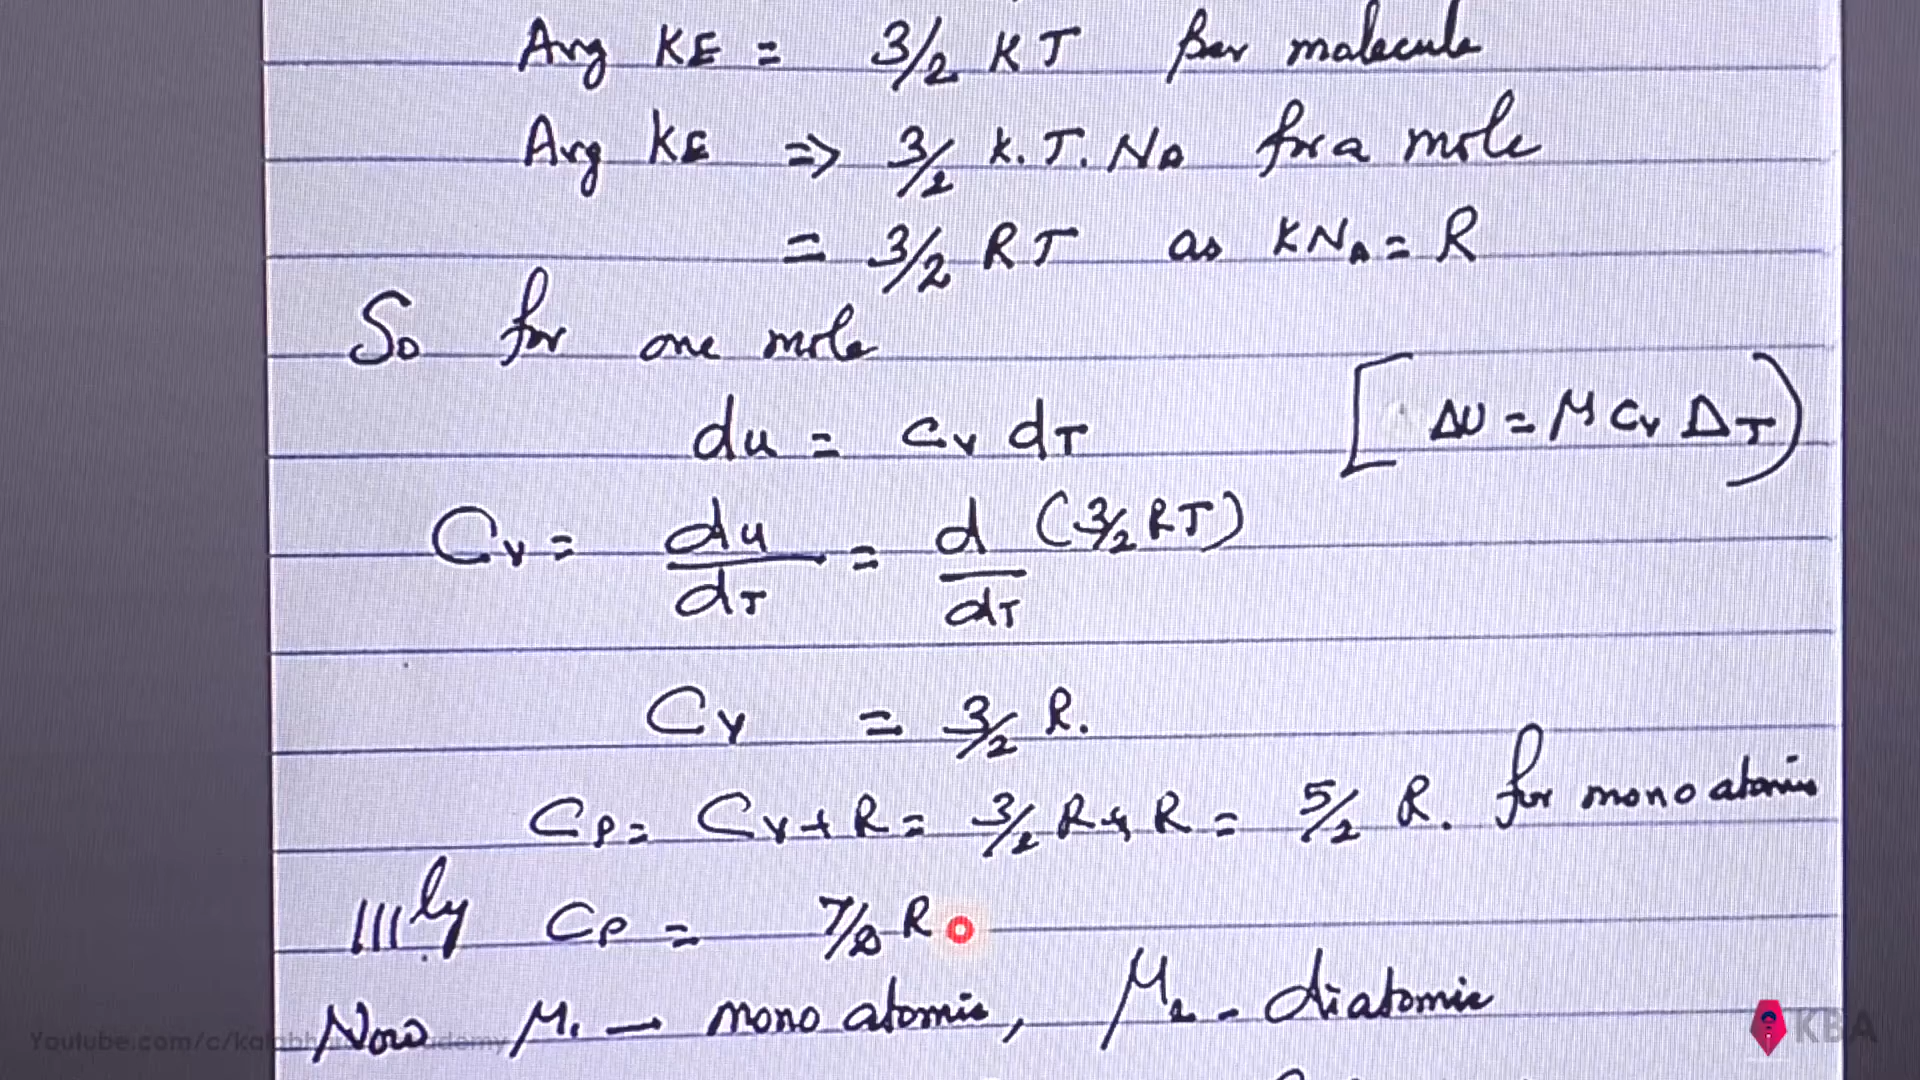 Avg KE = 3/2 KT per molecule
Avg KE => 3/2 K.T.NA for a mole
= 3/2 RT as KNA = R
So for one mole
du = Cv dT [ΔU = μ Cv ΔT)
Cv = du/dT = d/dT (3/2 RT)
Cv = 3/2 R.
Cp = Cv + R = 3/2 R + R = 5/2 R. for mono atomic
|||ly Cp = 7/2 R
Now μ1 → mono atomic, μ2 - diatomic
KBA